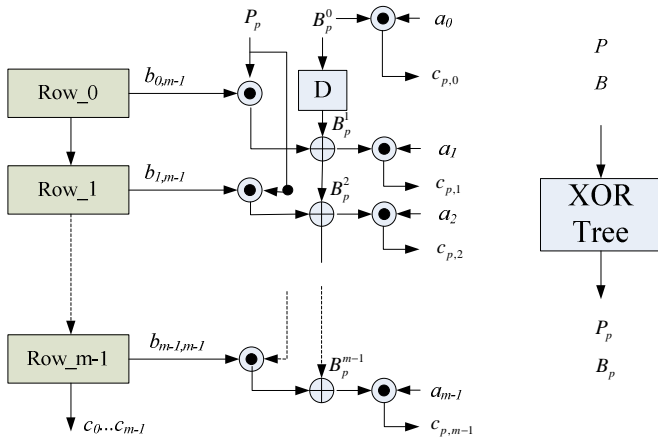 P_p B_p^0 a_0 P
c_{p,0} B
Row_0 b_{0,m-1} D
B_p^1
a_1
Row_1 b_{1,m-1} B_p^2 c_{p,1} XOR
a_2 Tree
c_{p,2}
P_p
Row_m-1 b_{m-1,m-1} B_p^{m-1} B_p
a_{m-1}
c_0...c_{m-1} c_{p,m-1}